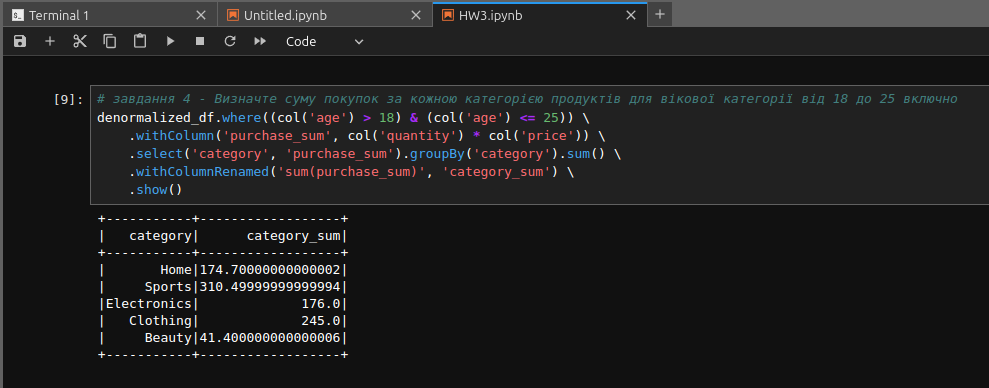 Terminal 1
Untitled.ipynb
HW3.ipynb
Code
[9]:
# завдання 4 - Визначте суму покупок за кожною категорією продуктів для вікової категорії від 18 до 25 включно
denormalized_df.where((col('age') > 18) & (col('age') <= 25)) \
    .withColumn('purchase_sum', col('quantity') * col('price')) \
    .select('category', 'purchase_sum').groupBy('category').sum() \
    .withColumnRenamed('sum(purchase_sum)', 'category_sum') \
    .show()
+-----------+------------------+
|   category|      category_sum|
+-----------+------------------+
|       Home|174.70000000000002|
|     Sports|310.49999999999994|
|Electronics|             176.0|
|   Clothing|             245.0|
|     Beauty|41.400000000000006|
+-----------+------------------+